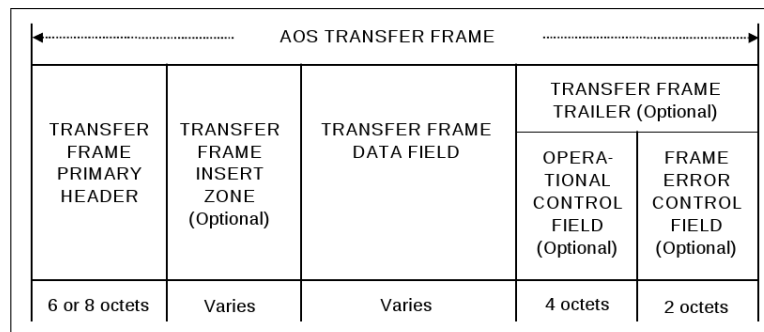 AOS TRANSFER FRAME
TRANSFER
FRAME
PRIMARY
HEADER
TRANSFER
FRAME
INSERT
ZONE
(Optional)
TRANSFER FRAME
DATA FIELD
TRANSFER FRAME
TRAILER (Optional)
OPERA-
TIONAL
CONTROL
FIELD
(Optional)
FRAME
ERROR
CONTROL
FIELD
(Optional)
6 or 8 octets
Varies
Varies
4 octets
2 octets